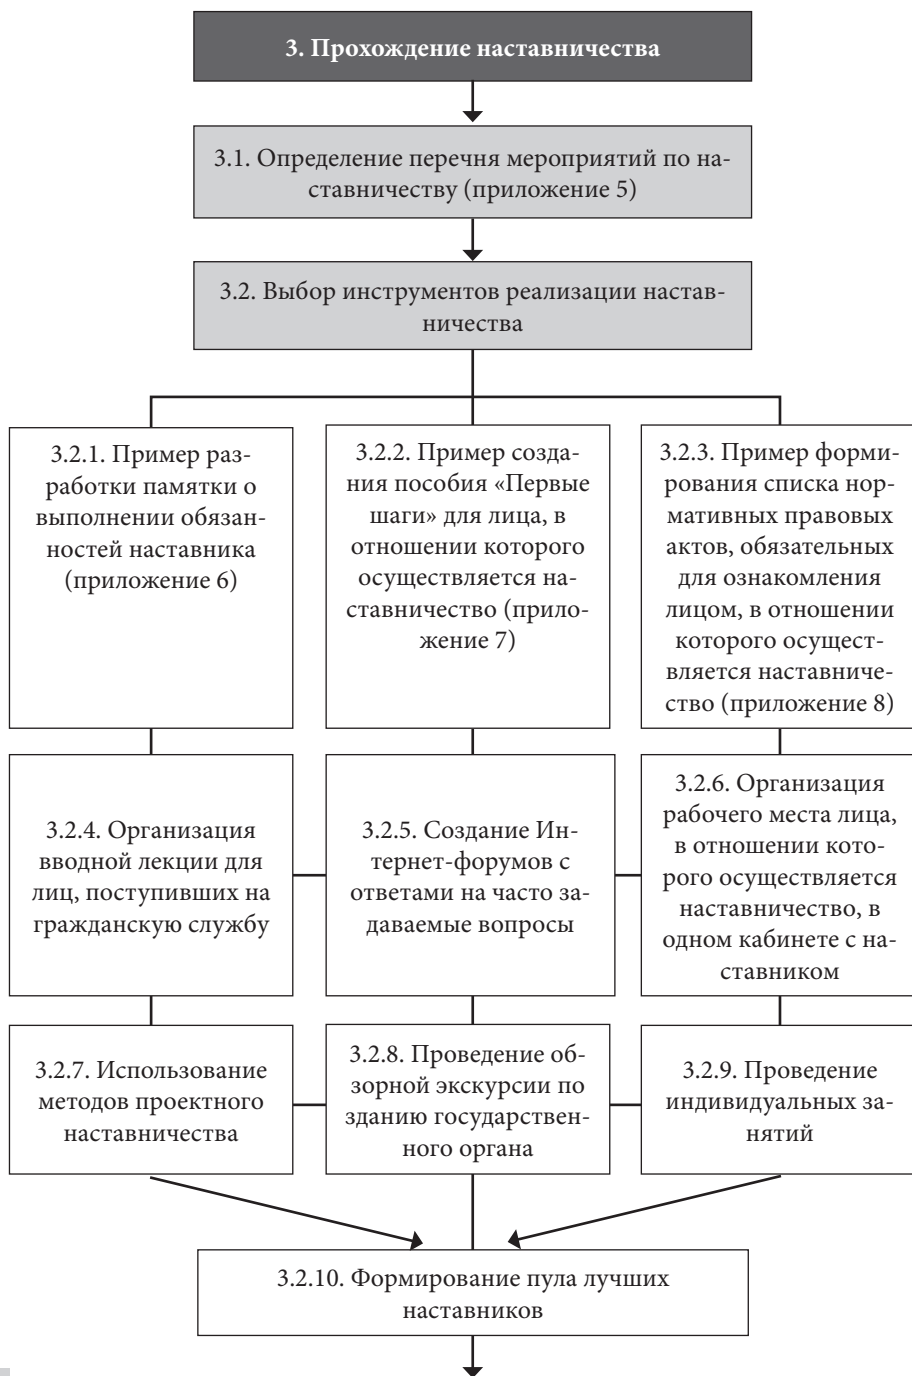 3. Прохождение наставничества
3.1. Определение перечня мероприятий по на-
ставничеству (приложение 5)
3.2. Выбор инструментов реализации настав-
ничества
3.2.1. Пример раз-
работки памятки о
выполнении обязан-
ностей наставника
(приложение 6)
3.2.2. Пример созда-
ния пособия «Первые
шаги» для лица, в
отношении которого
осуществляется на-
ставничество (прило-
жение 7)
3.2.3. Пример форми-
рования списка нор-
мативных правовых
актов, обязательных
для ознакомления
лицом, в отношении
которого осущест-
вляется наставниче-
ство (приложение 8)
3.2.4. Организация
вводной лекции для
лиц, поступивших на
гражданскую службу
3.2.5. Создание Ин-
тернет-форумов с
ответами на часто за-
даваемые вопросы
3.2.6. Организация
рабочего места лица,
в отношении кото-
рого осуществляется
наставничество, в
одном кабинете с на-
ставником
3.2.7. Использование
методов проектного
наставничества
3.2.8. Проведение об-
зорной экскурсии по
зданию государствен-
ного органа
3.2.9. Проведение
индивидуальных за-
нятий
3.2.10. Формирование пула лучших
наставников